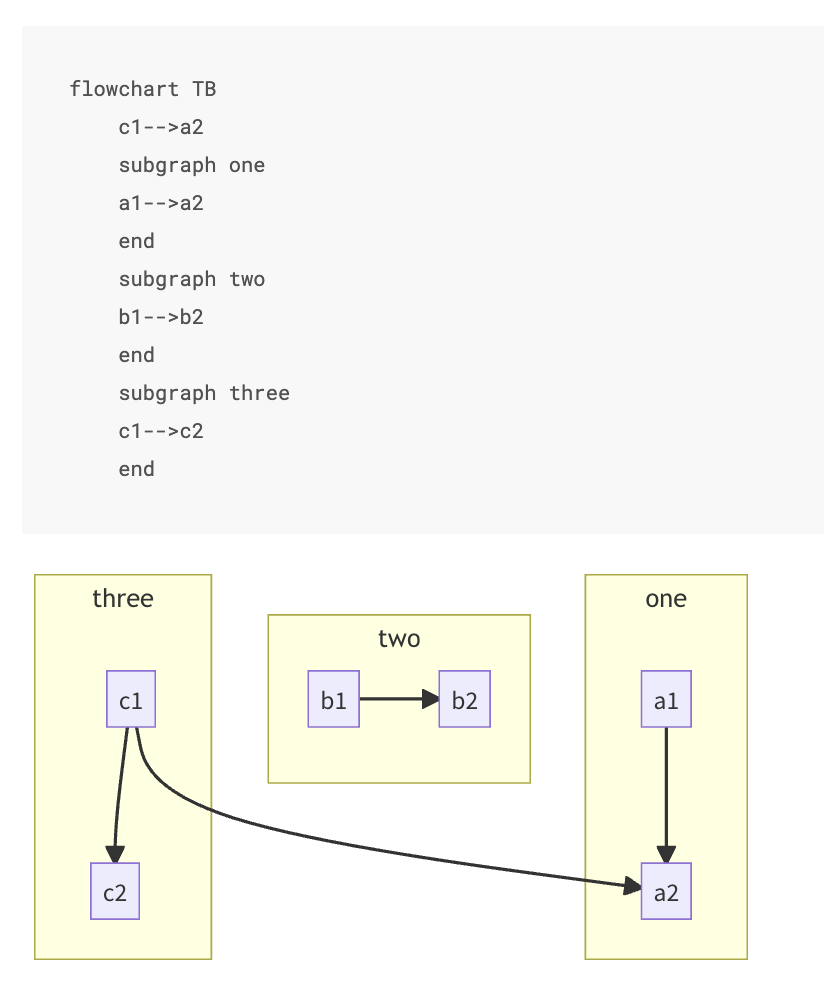 flowchart TB
    c1-->a2
    subgraph one
    a1-->a2
    end
    subgraph two
    b1-->b2
    end
    subgraph three
    c1-->c2
    end
three
two
one
c1
b1
b2
a1
c2
a2